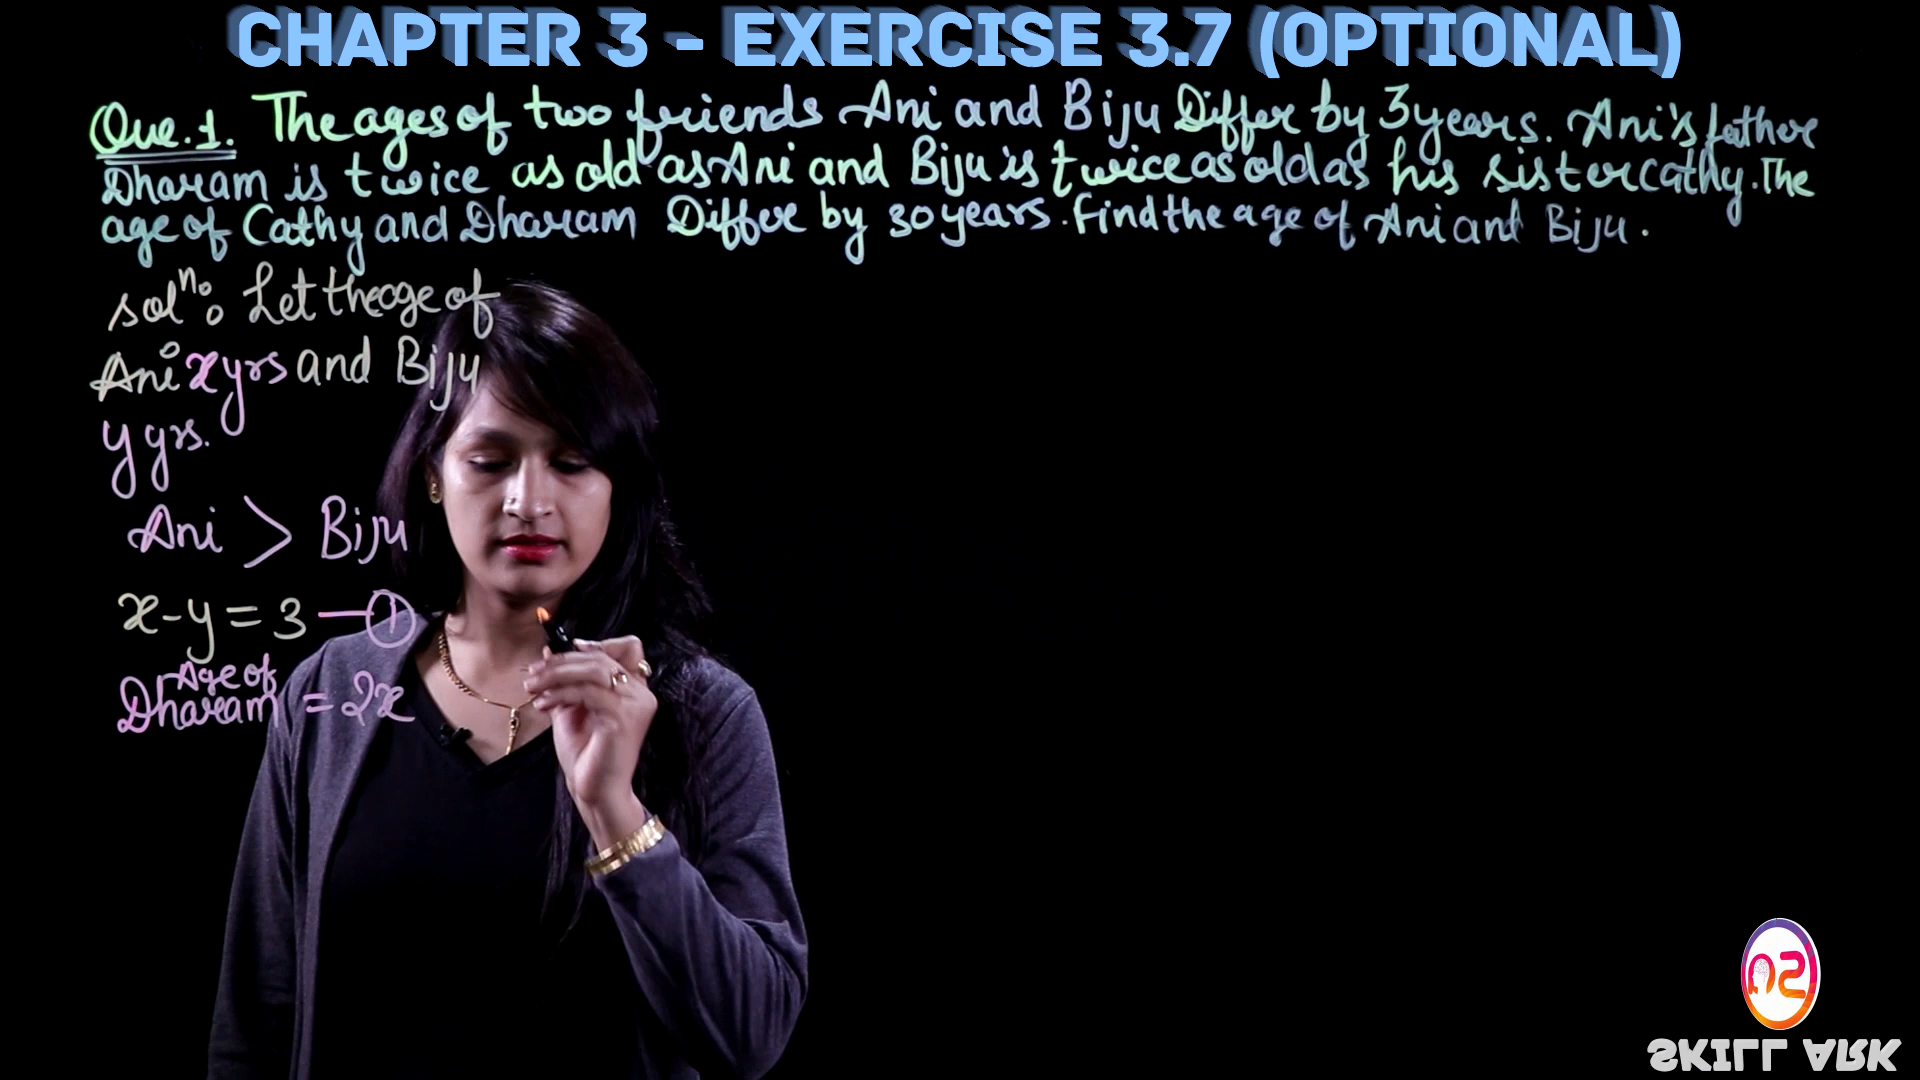 CHAPTER 3 - EXERCISE 3.7 (OPTIONAL)
Que.1. The ages of two friends Ani and Biju Differ by 3 years. Ani's father
Dharam is twice as old as Ani and Biju is twice as old as his sister Cathy. The
age of Cathy and Dharam Differ by 30 years. Find the age of Ani and Biju.
solⁿ: Let the age of
Ani x yrs and Biju
y yrs.
Ani > Biju
x-y=3 — ①
Age of
Dharam = 2x
SKILL ARK